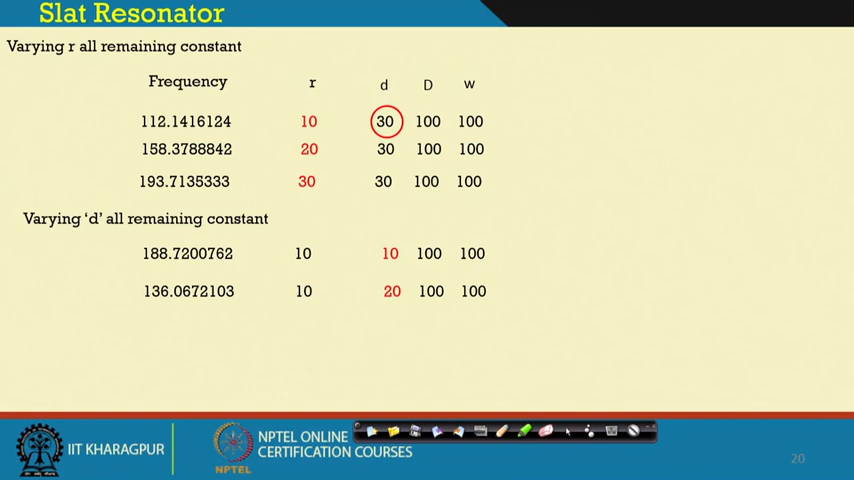 Slat Resonator
Varying r all remaining constant
Frequency r d D w
112.1416124 10 30 100 100
158.3788842 20 30 100 100
193.7135333 30 30 100 100
Varying ‘d’ all remaining constant
188.7200762 10 10 100 100
136.0672103 10 20 100 100
IIT KHARAGPUR
NPTEL
NPTEL ONLINE
CERTIFICATION COURSES
20